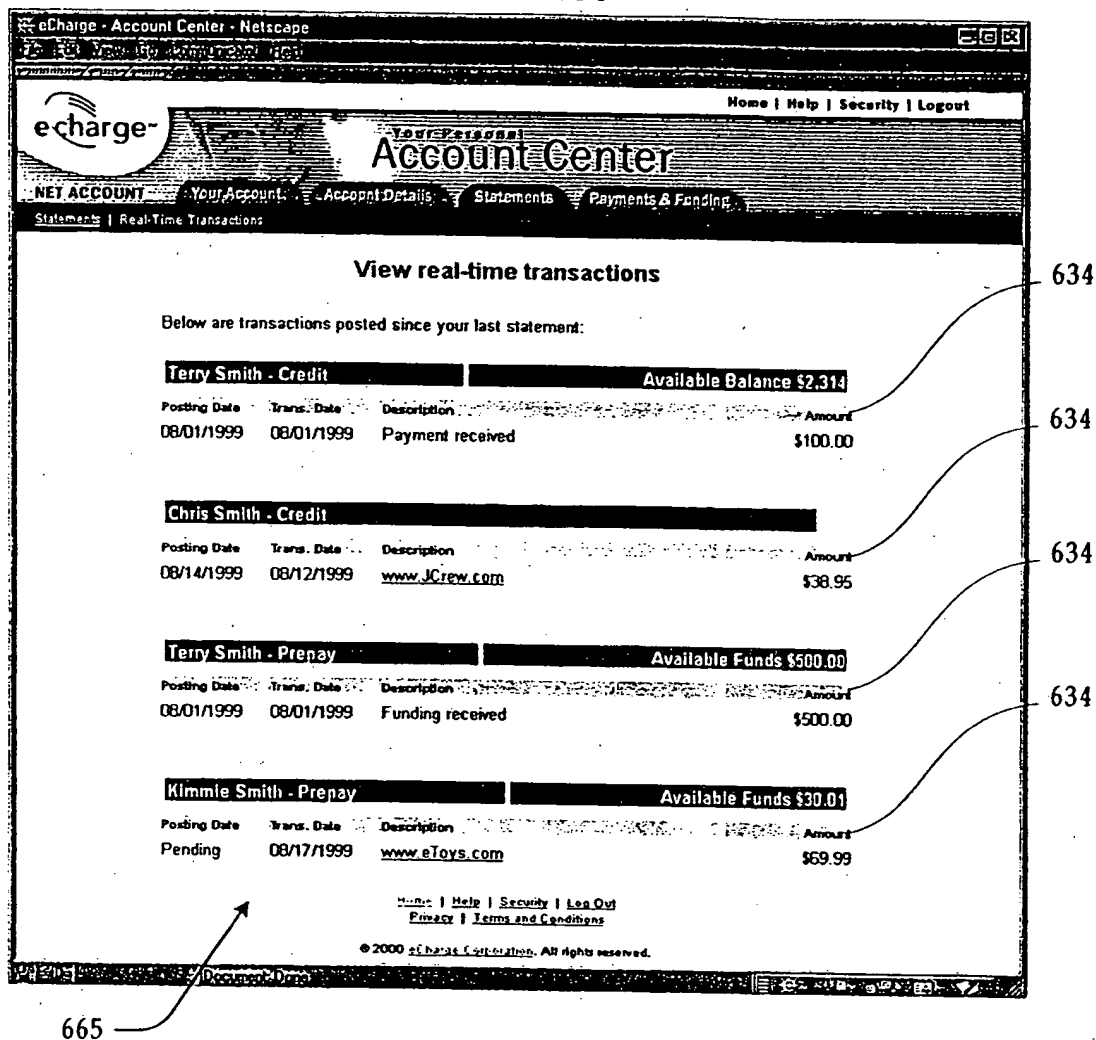 eCharge - Account Center - Netscape
Home | Help | Security | Logout
echarge
Your Personal
Account Center
NET ACCOUNT Your Account Account Details Statements Payments & Funding
Statements | Real-Time Transactions
View real-time transactions
634
Below are transactions posted since your last statement:
Terry Smith - Credit Available Balance $2,314
Posting Date Trans. Date Description Amount
08/01/1999 08/01/1999 Payment received $100.00
634
Chris Smith - Credit
Posting Date Trans. Date Description Amount
08/14/1999 08/12/1999 www.JCrew.com $38.95
634
Terry Smith - Prepay Available Funds $500.00
Posting Date Trans. Date Description Amount
08/01/1999 08/01/1999 Funding received $500.00
634
Kimmie Smith - Prepay Available Funds $30.01
Posting Date Trans. Date Description Amount
Pending 08/17/1999 www.eToys.com $69.99
Home | Help | Security | Log Out
Privacy | Terms and Conditions
© 2000 eCharge Corporation. All rights reserved.
Document: Done
665